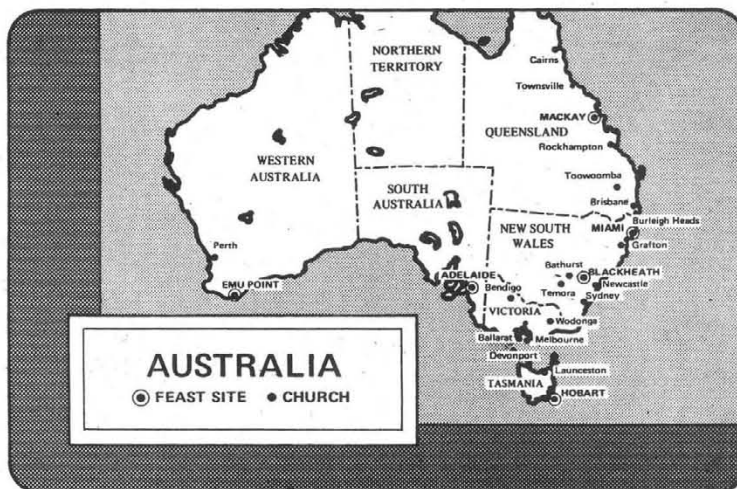 Cairns
NORTHERN
TERRITORY
Townsville
MACKAY
QUEENSLAND
Rockhampton
WESTERN
AUSTRALIA
Toowoomba
SOUTH
AUSTRALIA
Brisbane
Burleigh Heads
NEW SOUTH
WALES
MIAMI
Grafton
Perth
Bathurst
BLACKHEATH
ADELAIDE
EMU POINT
Bendigo
Temora
Newcastle
Sydney
VICTORIA
Wodonga
Ballarat
Melbourne
Devonport
Launceston
TASMANIA
HOBART
AUSTRALIA
FEAST SITE
CHURCH